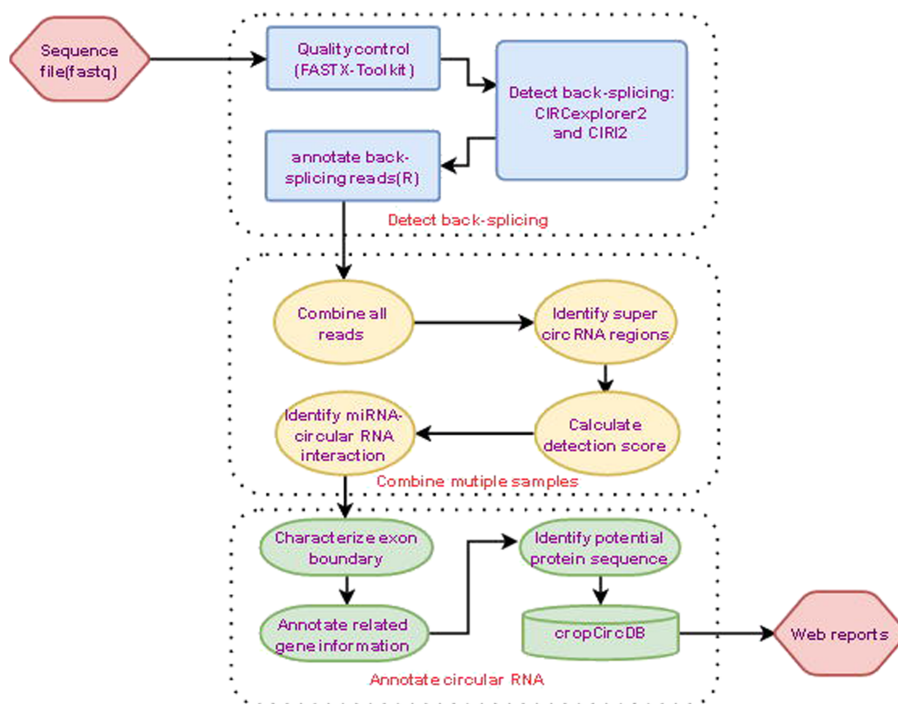 Sequence
file(fastq)
Quality control
(FASTX-Toolkit)
Detect back-splicing:
CIRCexplorer2
and CIRI2
annotate back-
splicing reads(R)
Detect back-splicing
Combine all
reads
Identify super
circ RNA regions
Identify miRNA-
circular RNA
interaction
Calculate
detection score
Combine mutiple samples
Characterize exon
boundary
Identify potential
protein sequence
Annotate related
gene information
cropCircDB
Web reports
Annotate circular RNA